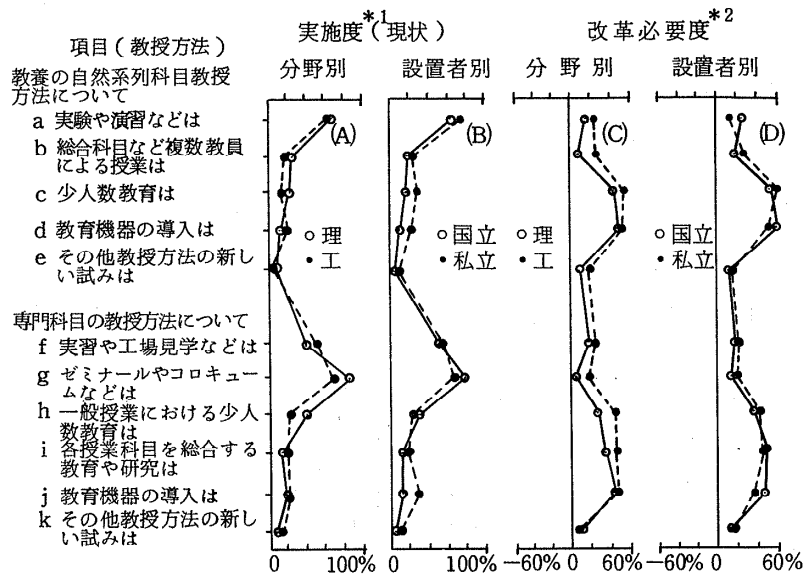 実施度*1(現状)
改革必要度*2
項目(教授方法)
分野別
設置者別
分野別
設置者別
教養の自然系列科目教授
方法について
a 実験や演習などは
b 総合科目など複数教員
による授業は
c 少人数教育は
d 教育機器の導入は
e その他教授方法の新し
い試みは
専門科目の教授方法について
f 実習や工場見学などは
g ゼミナールやコロキュー
ムなどは
h 一般授業における少人
数教育は
i 各授業科目を総合する
教育や研究は
j 教育機器の導入は
k その他教授方法の新し
い試みは
(A)
(B)
(C)
(D)
○理
●工
○国立
●私立
○理
●工
○国立
●私立
0 100%
0 100%
−60% 0 60%
−60% 0 60%